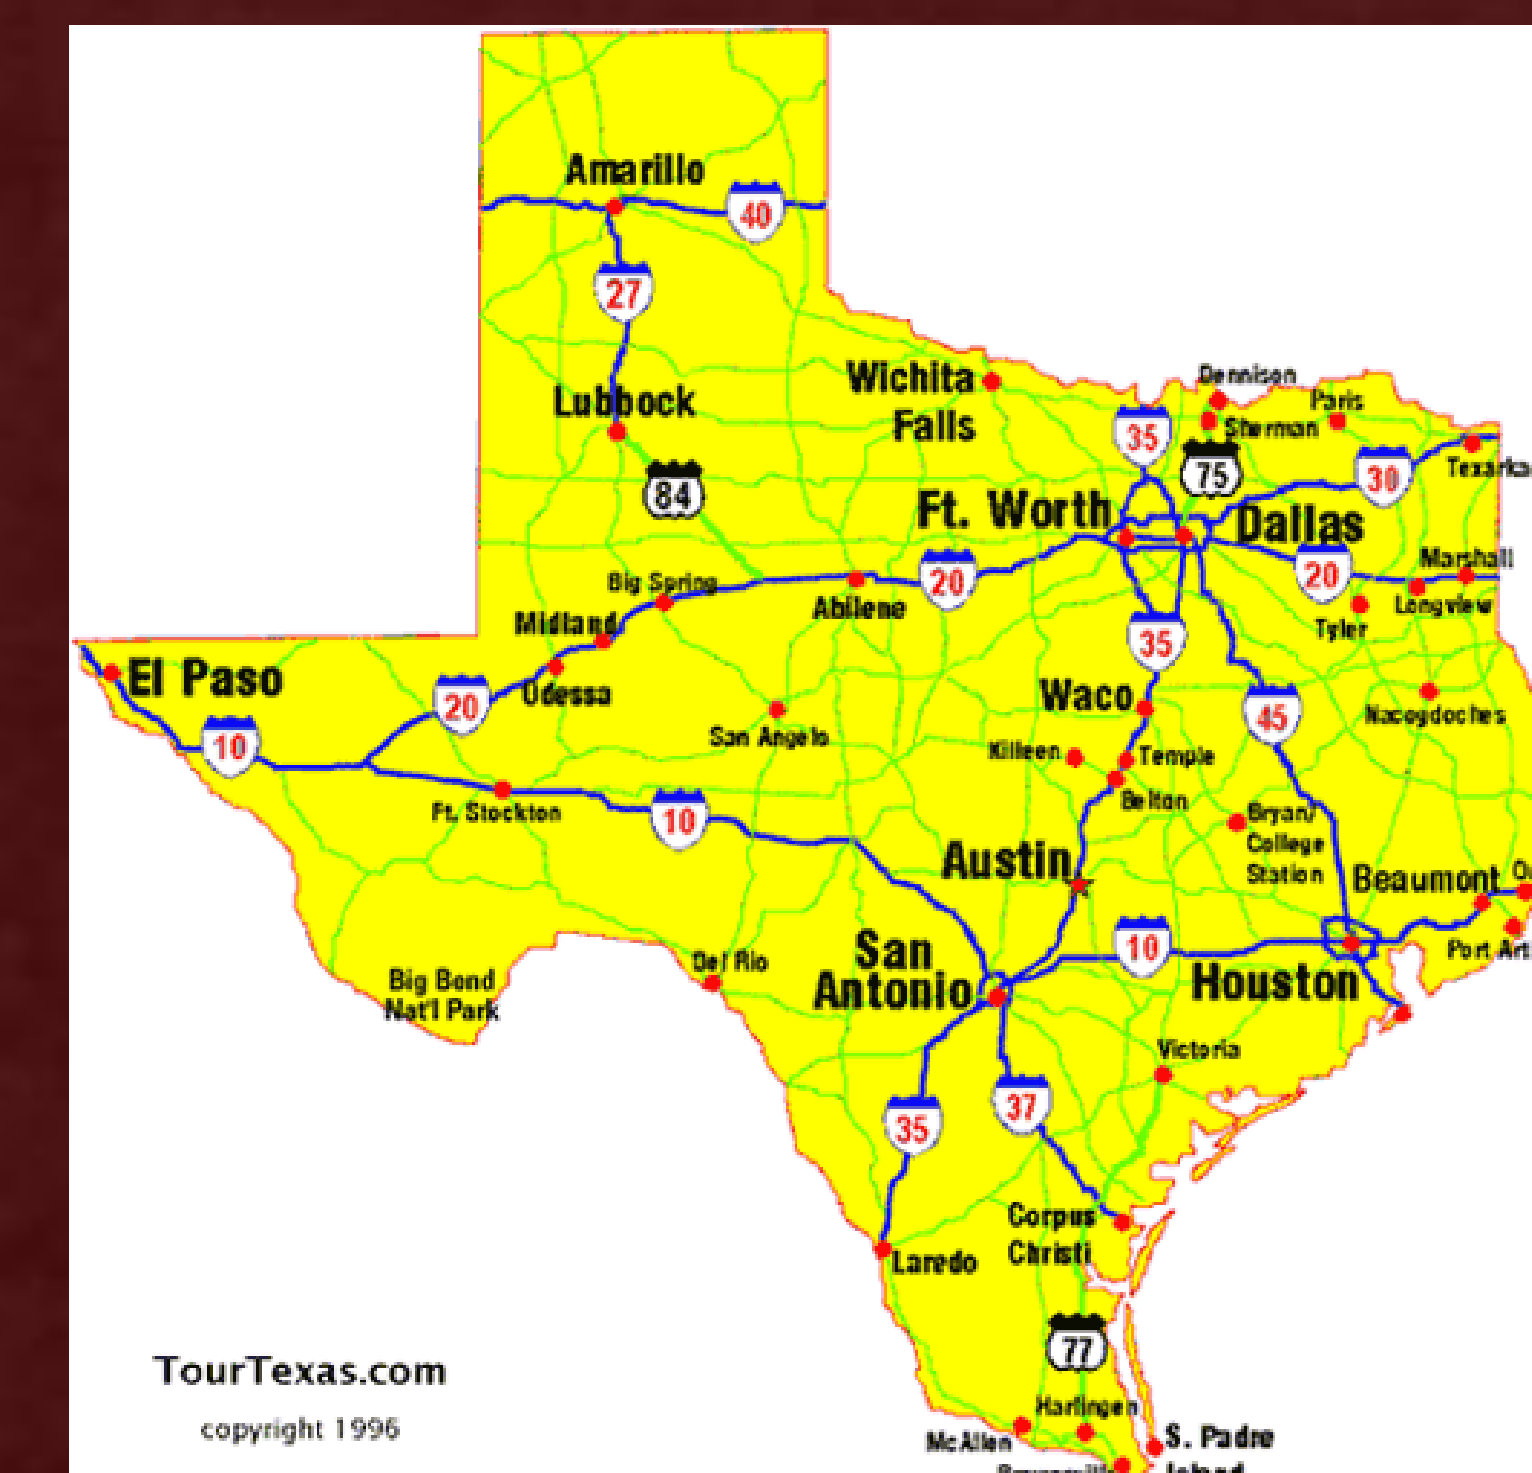 Amarillo
40
27
Lubbock
Wichita
Falls
Dennison
Paris
35
Sherman
75
30
84
Ft. Worth
Dallas
Marshall
Big Spring
20
20
Abilene
Longview
Midland
Tyler
35
El Paso
Odessa
20
Waco
45
Nacogdoches
10
San Angelo
Killeen
Temple
Ft. Stockton
Belton
10
Bryan/
College
Station
Austin
Beaumont
San
Antonio
10
Del Rio
Houston
Big Bend
Nat'l Park
Victoria
35
37
Corpus
Christi
Laredo
77
TourTexas.com
copyright 1996
Harlingen
McAllen
S. Padre